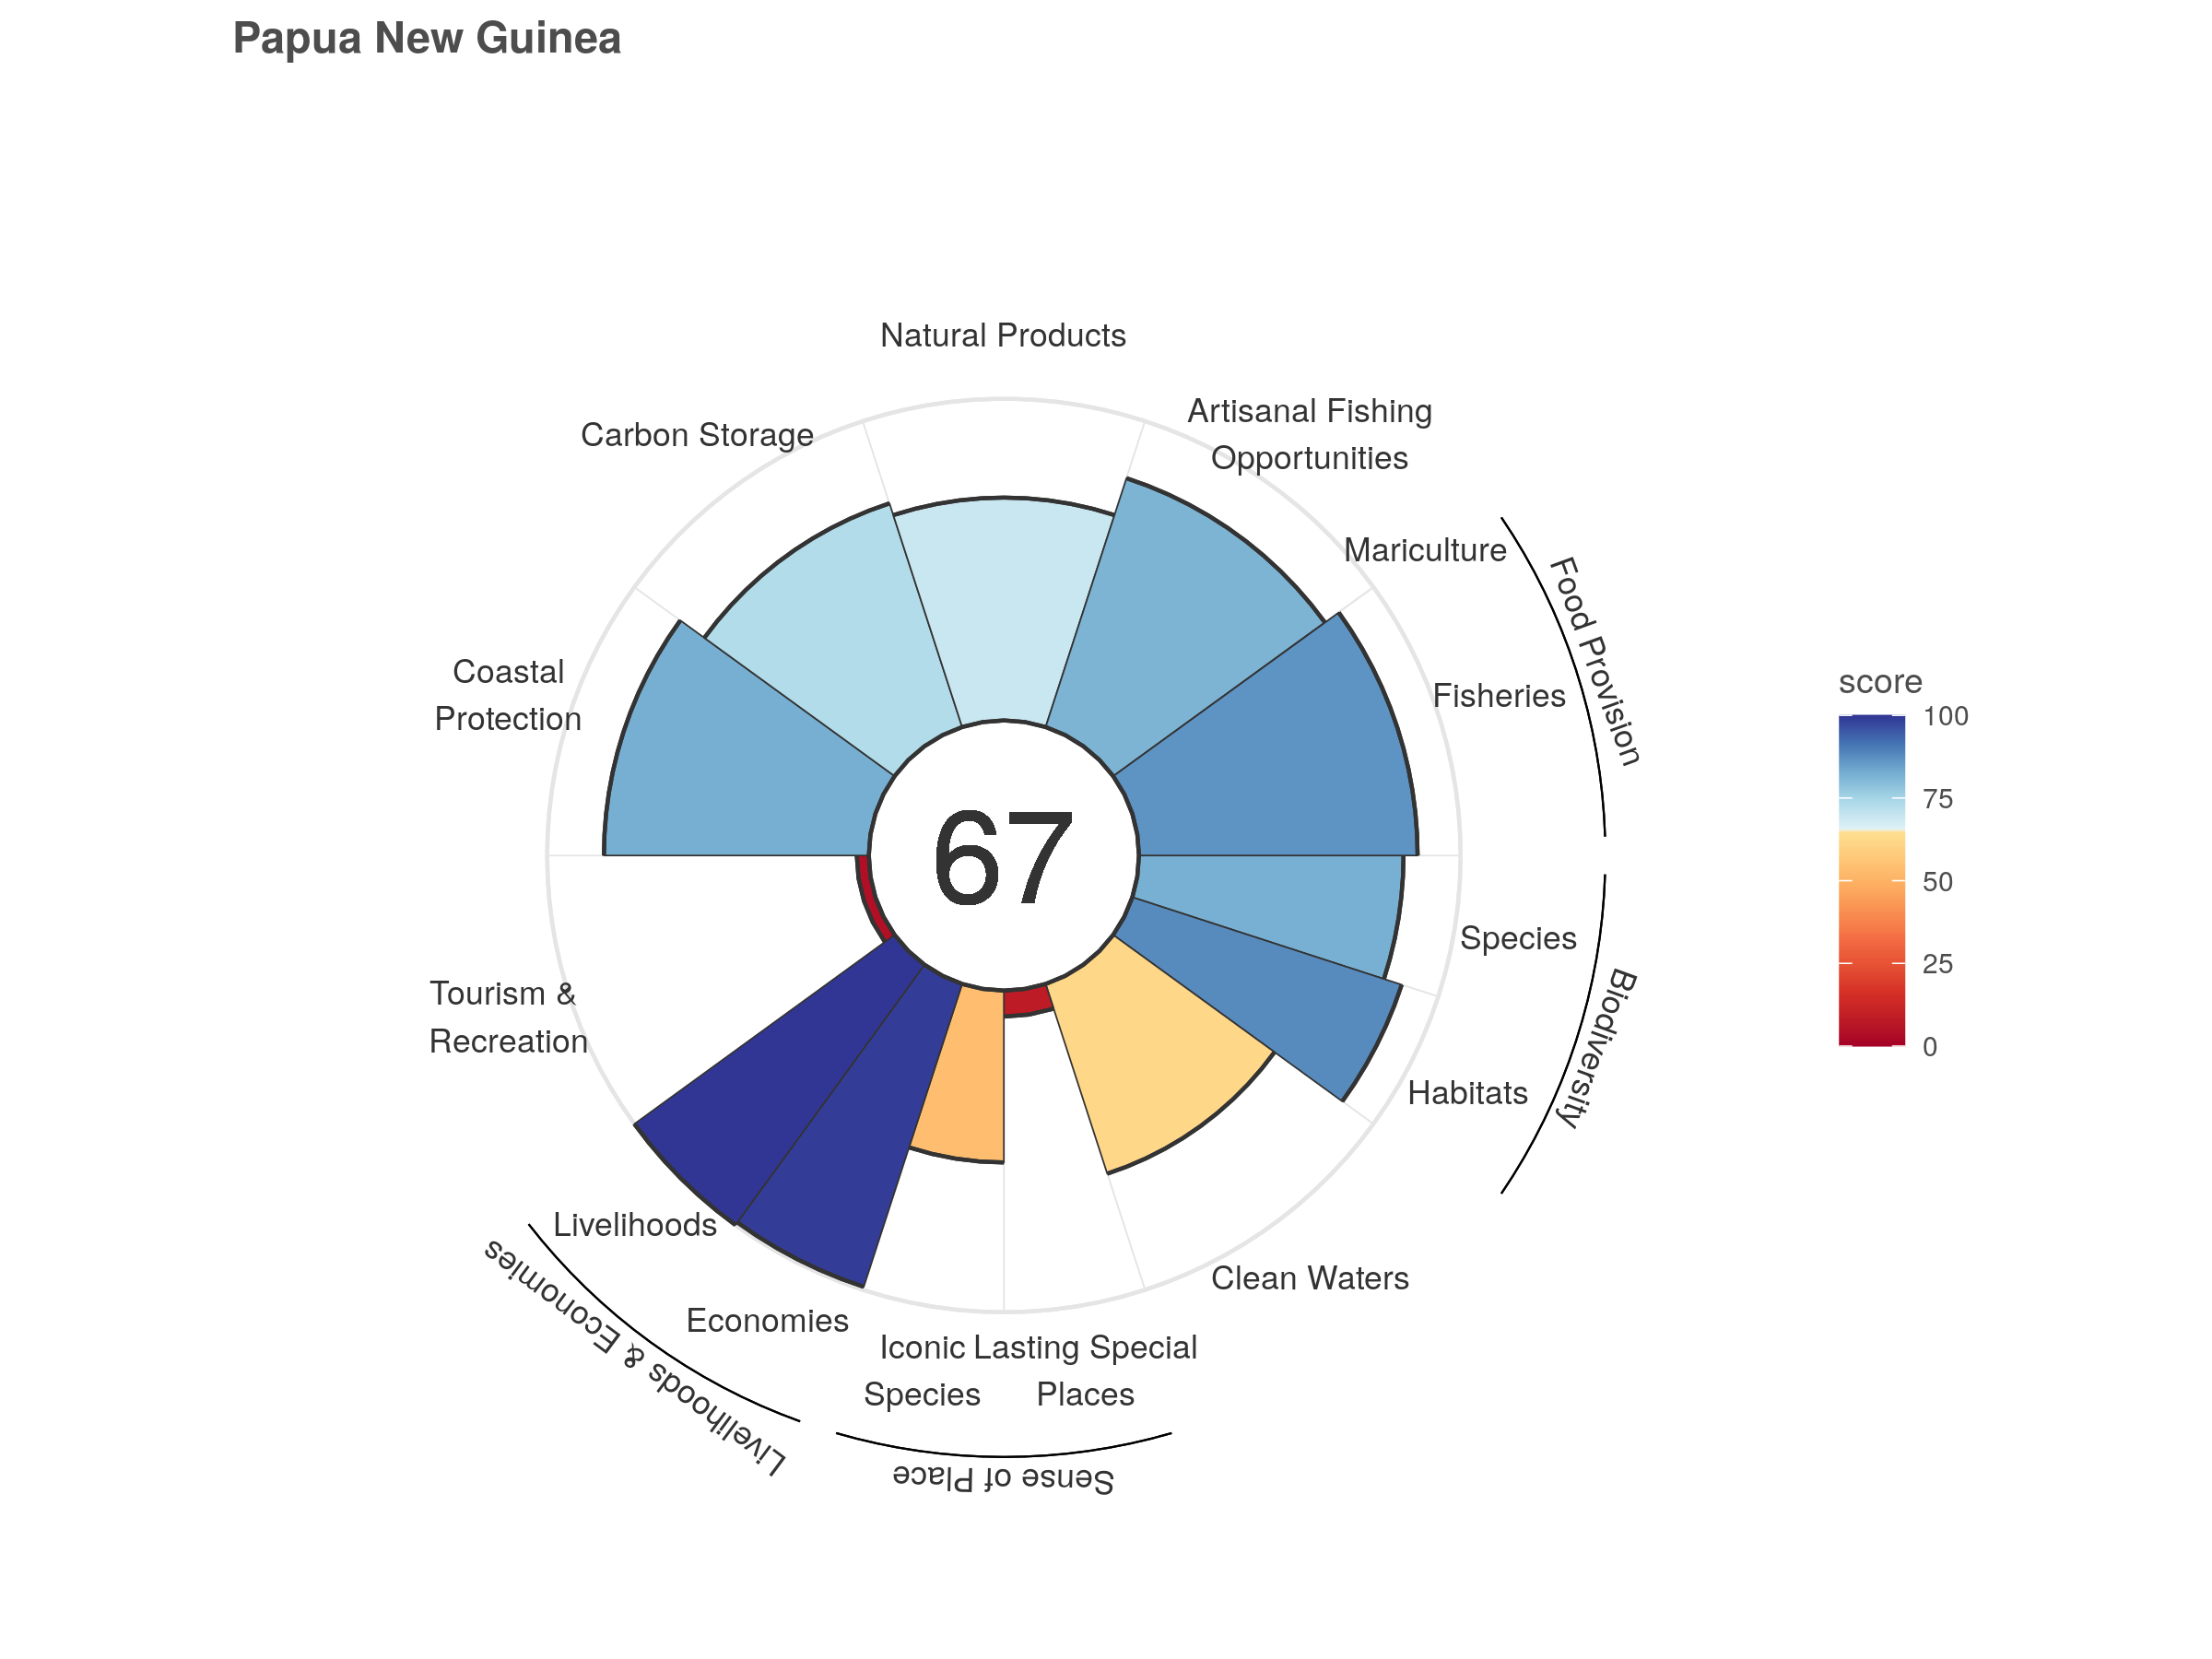 Papua New Guinea
Natural Products
Artisanal Fishing
Opportunities
Carbon Storage
Mariculture
Food Provision
Coastal
Protection
Fisheries
67
score
100
75
50
25
0
Species
Biodiversity
Tourism &
Recreation
Habitats
Livelihoods
Clean Waters
Economies
Livelihoods & Economies
Iconic
Species
Lasting Special
Places
Sense of Place